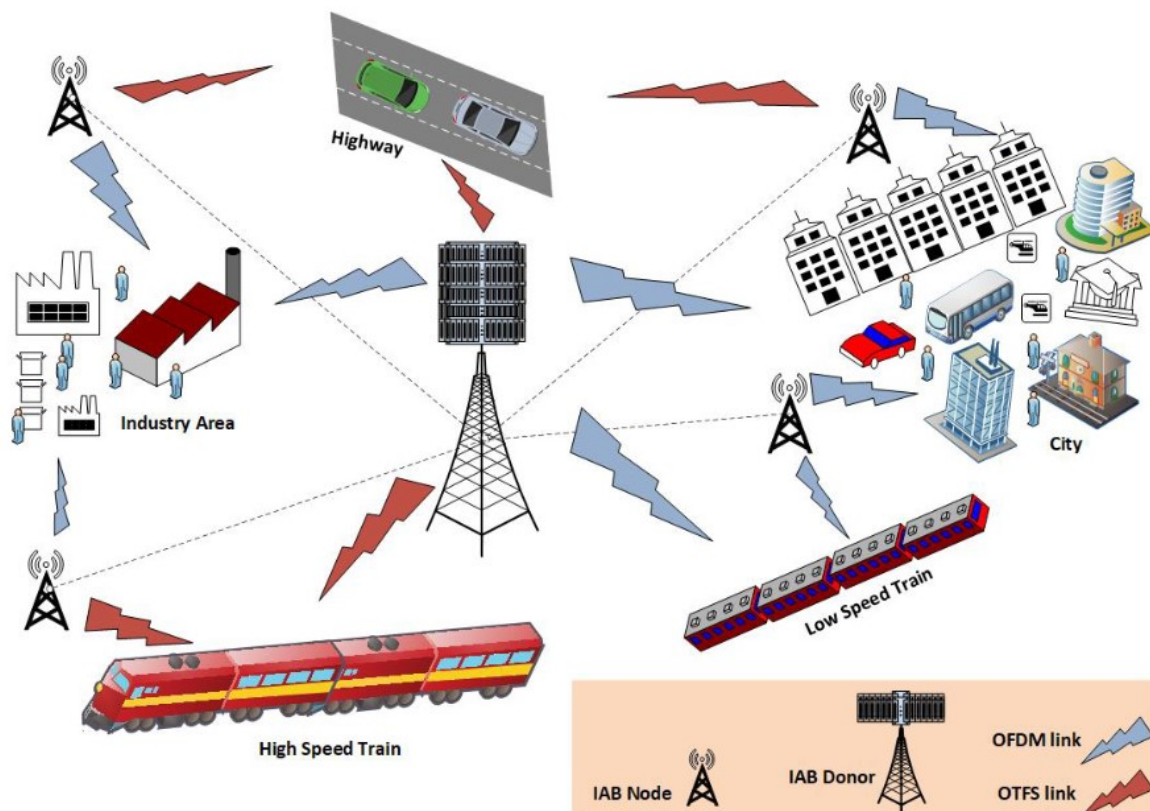 Highway
Industry Area
City
Low Speed Train
High Speed Train
OFDM link
IAB Donor
IAB Node
OTFS link